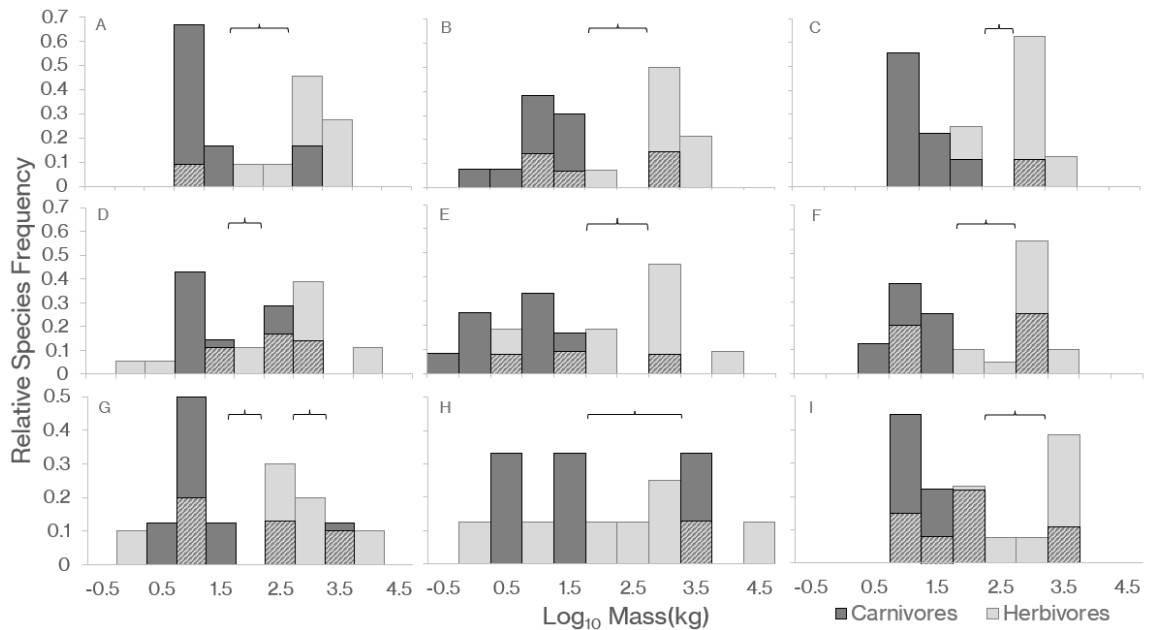 Relative Species Frequency
A
B
C
0.7
0.6
0.5
0.4
0.3
0.2
0.1
0
D
E
F
0.7
0.6
0.5
0.4
0.3
0.2
0.1
0
G
H
I
0.5
0.4
0.3
0.2
0.1
0
-0.5 0.5 1.5 2.5 3.5 4.5
-0.5 0.5 1.5 2.5 3.5 4.5
0.5 1.5 2.5 3.5 4.5
Log10 Mass(kg)
Carnivores Herbivores